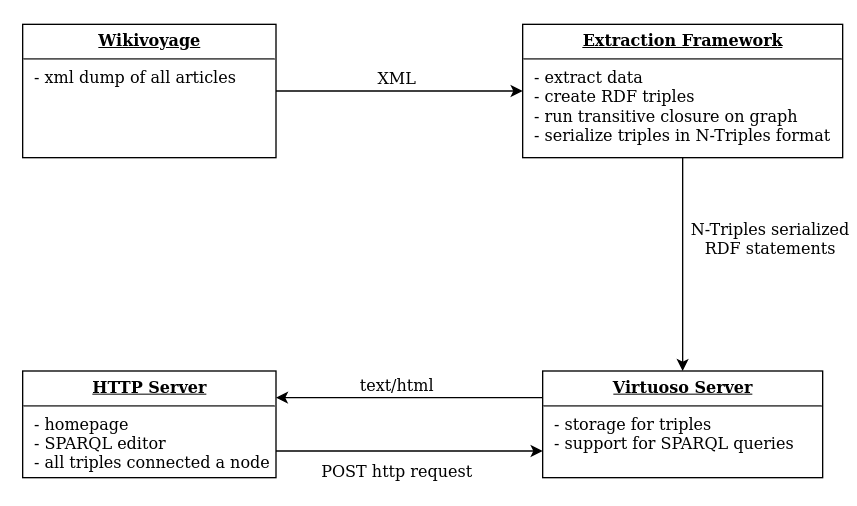 Wikivoyage
- xml dump of all articles
XML
Extraction Framework
- extract data
- create RDF triples
- run transitive closure on graph
- serialize triples in N-Triples format
N-Triples serialized
RDF statements
HTTP Server
- homepage
- SPARQL editor
- all triples connected a node
text/html
POST http request
Virtuoso Server
- storage for triples
- support for SPARQL queries